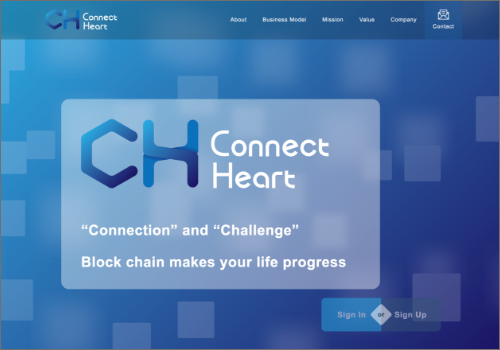 CH Connect Heart
About Business Model Mission Value Company Contact
CH Connect
Heart
“Connection” and “Challenge”
Block chain makes your life progress
Sign In or Sign Up